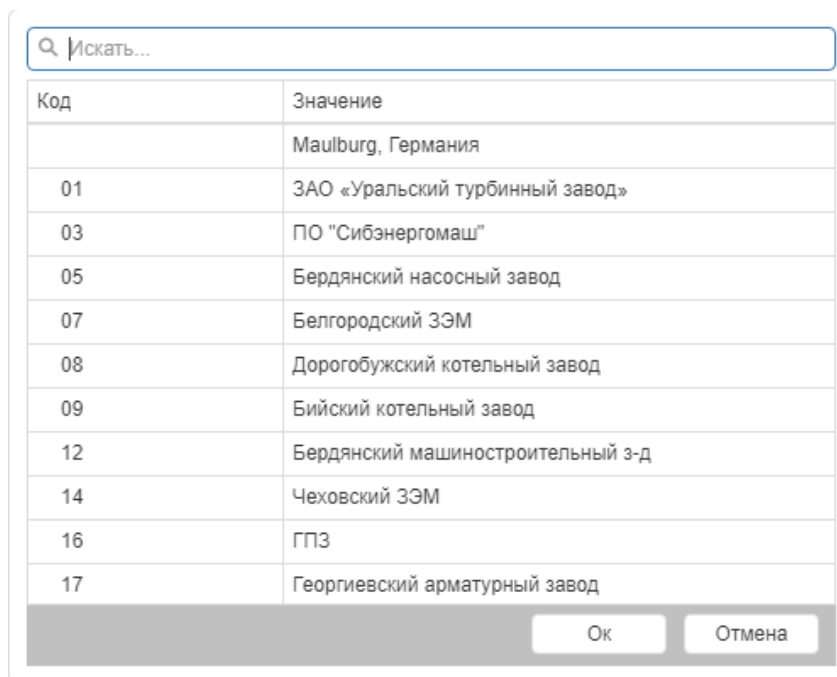 Искать...
Код Значение
Maulburg, Германия
01 ЗАО «Уральский турбинный завод»
03 ПО "Сибэнергомаш"
05 Бердянский насосный завод
07 Белгородский ЗЭМ
08 Дорогобужский котельный завод
09 Бийский котельный завод
12 Бердянский машиностроительный з-д
14 Чеховский ЗЭМ
16 ГПЗ
17 Георгиевский арматурный завод
Ок Отмена